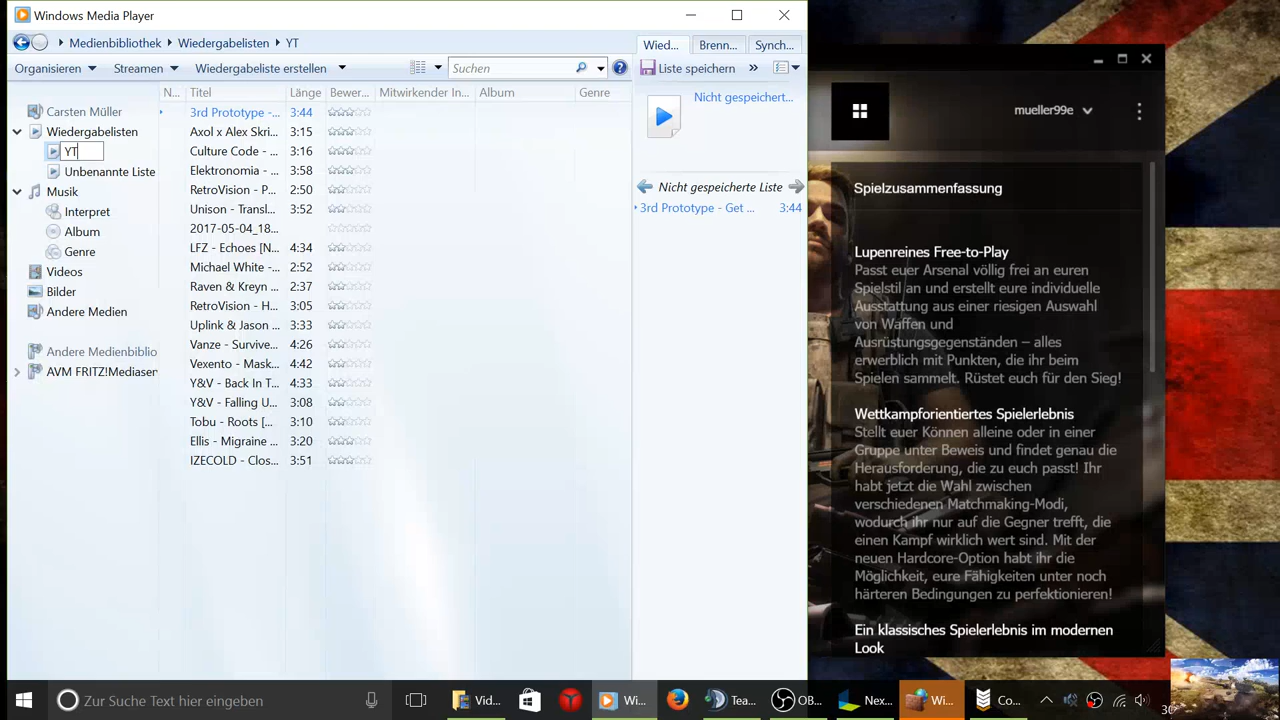 Windows Media Player
Medienbibliothek
Wiedergabelisten
YT
Organisieren
Streamen
Wiedergabeliste erstellen
Suchen
Wied...
Brenn...
Synch...
Liste speichern
»
N...
Titel
Länge
Bewer...
Mitwirkender In...
Album
Genre
Carsten Müller
Wiedergabelisten
YT
Unbenannte Liste
Musik
Interpret
Album
Genre
Videos
Bilder
Andere Medien
Andere Medienbiblio
AVM FRITZ!Mediaser
3rd Prototype -... 3:44
Axol x Alex Skri... 3:15
Culture Code - ... 3:16
Elektronomia - ... 3:58
RetroVision - P... 2:50
Unison - Transl... 3:52
2017-05-04_18...
LFZ - Echoes [N... 4:34
Michael White -... 2:52
Raven & Kreyn ... 2:37
RetroVision - H... 3:05
Uplink & Jason ... 3:33
Vanze - Survive... 4:26
Vexento - Mask... 4:42
Y&V - Back In T... 4:33
Y&V - Falling U... 3:08
Tobu - Roots [... 3:10
Ellis - Migraine ... 3:20
IZECOLD - Clos... 3:51
Nicht gespeichert...
Nicht gespeicherte Liste
3rd Prototype - Get ... 3:44
mueller99e
Spielzusammenfassung
Lupenreines Free-to-Play
Passt euer Arsenal völlig frei an euren
Spielstil an und erstellt eure individuelle
Ausstattung aus einer riesigen Auswahl
von Waffen und
Ausrüstungsgegenständen – alles
erwerblich mit Punkten, die ihr beim
Spielen sammelt. Rüstet euch für den Sieg!
Wettkampforientiertes Spielerlebnis
Stellt euer Können alleine oder in einer
Gruppe unter Beweis und findet genau die
Herausforderung, die zu euch passt! Ihr
habt jetzt die Wahl zwischen
verschiedenen Matchmaking-Modi,
wodurch ihr nur auf die Gegner trefft, die
einen Kampf wirklich wert sind. Mit der
neuen Hardcore-Option habt ihr die
Möglichkeit, eure Fähigkeiten unter noch
härteren Bedingungen zu perfektionieren!
Ein klassisches Spielerlebnis im modernen
Look
Zur Suche Text hier eingeben
Vid...
Wi...
Tea...
OB...
Nex...
Wi...
Co...